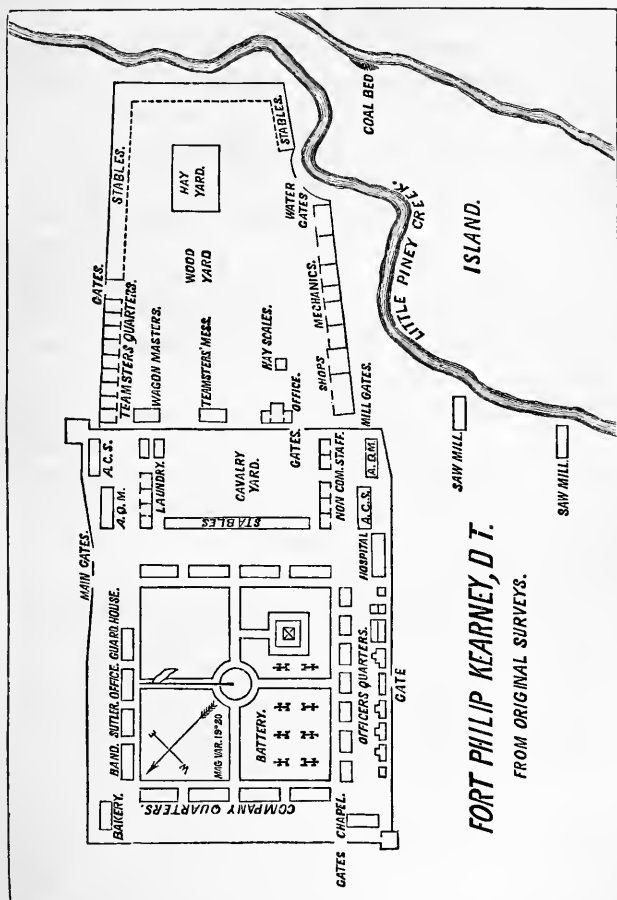 STABLES.
STABLES.
HAY
YARD.
COAL BED
GATES.
WATER
GATES
WOOD
YARD
TEAMSTERS QUARTERS.
WAGON MASTERS.
TEAMSTERS' MESS.
HAY SCALES.
OFFICE.
SHOPS
MECHANICS.
LITTLE PINEY CREEK.
ISLAND.
MILL GATES.
GATES.
A.C.S.
A.Q.M.
LAUNDRY.
CAVALRY
YARD.
STABLES
NON COM. STAFF.
A.Q.M
A.C.S.
HOSPITAL
SAW MILL.
SAW MILL.
MAIN GATES.
GUARD HOUSE.
OFFICE.
SUTLER.
BAND.
BAKERY.
MAG VAR. 19°20
BATTERY.
OFFICERS QUARTERS.
GATE
COMPANY QUARTERS.
CHAPEL.
GATES
FORT PHILIP KEARNEY, D T.
FROM ORIGINAL SURVEYS.